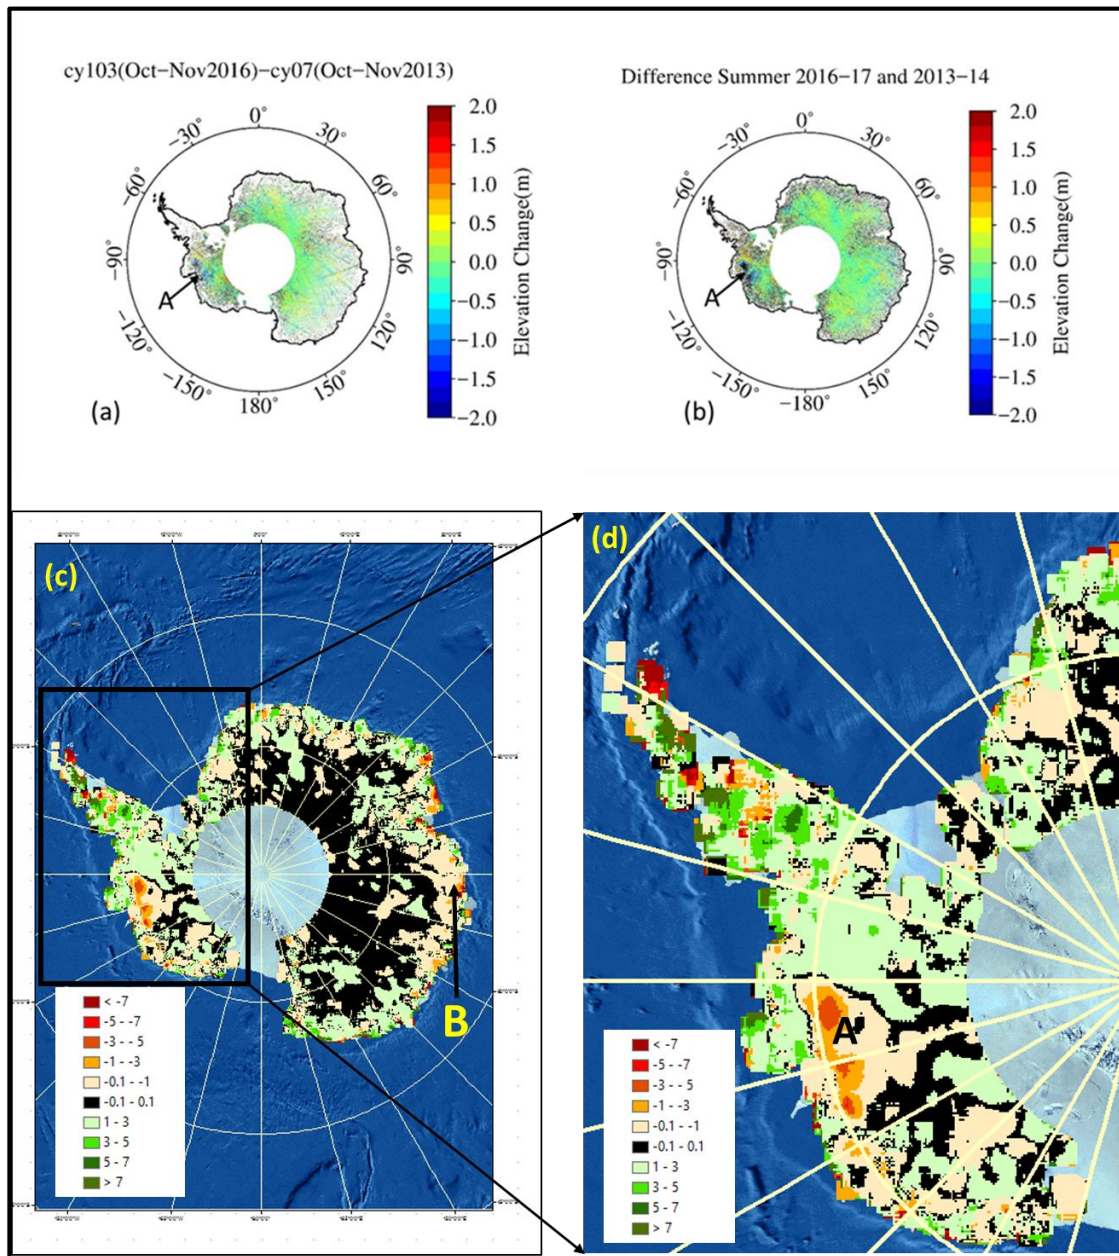 cy103(Oct-Nov2016)-cy07(Oct-Nov2013)
0°
30°
60°
90°
120°
150°
180°
-150°
-120°
-90°
-60°
-30°
A
(a)
2.0
1.5
1.0
0.5
0.0
-0.5
-1.0
-1.5
-2.0
Elevation Change(m)
Difference Summer 2016-17 and 2013-14
0°
30°
60°
90°
120°
150°
-180°
-150°
-120°
-90°
-60°
-30°
A
(b)
2.0
1.5
1.0
0.5
0.0
-0.5
-1.0
-1.5
-2.0
Elevation Change(m)
(c)
B
< -7
-5 - -7
-3 - -5
-1 - -3
-0.1 - -1
-0.1 - 0.1
1 - 3
3 - 5
5 - 7
> 7
(d)
A
< -7
-5 - -7
-3 - -5
-1 - -3
-0.1 - -1
-0.1 - 0.1
1 - 3
3 - 5
5 - 7
> 7